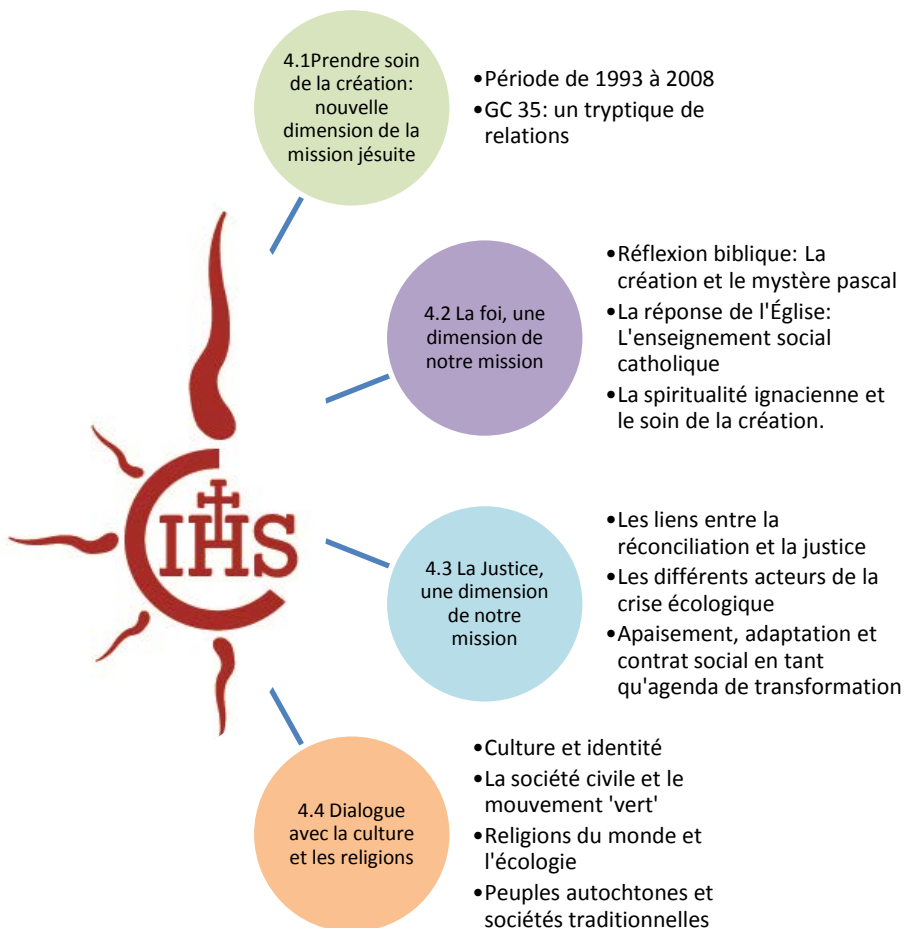 4.1Prendre soin
de la création:
nouvelle
dimension de la
mission jésuite
•Période de 1993 à 2008
•GC 35: un tryptique de
relations
4.2 La foi, une
dimension de
notre mission
•Réflexion biblique: La
création et le mystère pascal
•La réponse de l'Église:
L'enseignement social
catholique
•La spiritualité ignacienne et
le soin de la création.
IHS
4.3 La Justice,
une dimension
de notre
mission
•Les liens entre la
réconciliation et la justice
•Les différents acteurs de la
crise écologique
•Apaisement, adaptation et
contrat social en tant
qu'agenda de transformation
4.4 Dialogue
avec la culture
et les religions
•Culture et identité
•La société civile et le
mouvement 'vert'
•Religions du monde et
l'écologie
•Peuples autochtones et
sociétés traditionnelles